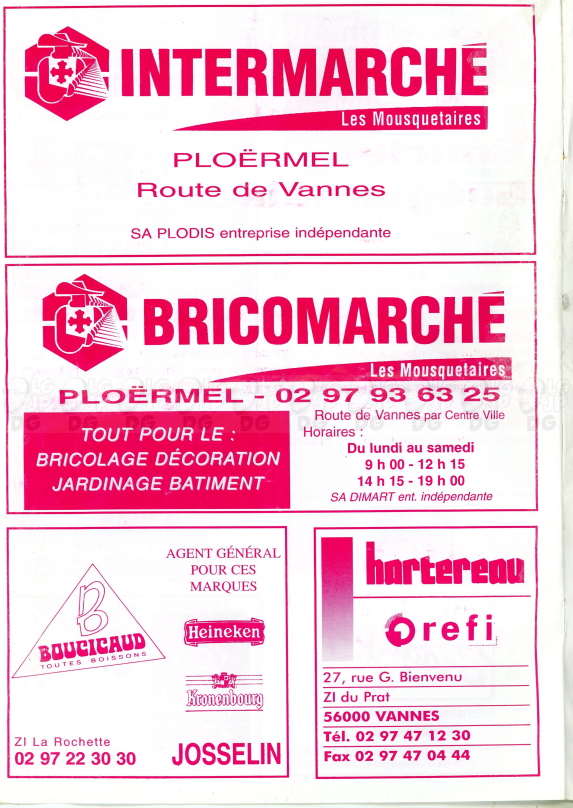 INTERMARCHÉ
Les Mousquetaires
PLOËRMEL
Route de Vannes
SA PLODIS entreprise indépendante
BRICOMARCHÉ
Les Mousquetaires
PLOËRMEL - 02 97 93 63 25
TOUT POUR LE :
BRICOLAGE DÉCORATION
JARDINAGE BATIMENT
Route de Vannes par Centre Ville
Horaires :
Du lundi au samedi
9 h 00 - 12 h 15
14 h 15 - 19 h 00
SA DIMART ent. indépendante
B
BOUCICAUD
TOUTES BOISSONS
AGENT GÉNÉRAL
POUR CES
MARQUES
Heineken
Kronenbourg
ZI La Rochette
02 97 22 30 30
JOSSELIN
hartereau
Orefi
27, rue G. Bienvenu
ZI du Prat
56000 VANNES
Tél. 02 97 47 12 30
Fax 02 97 47 04 44